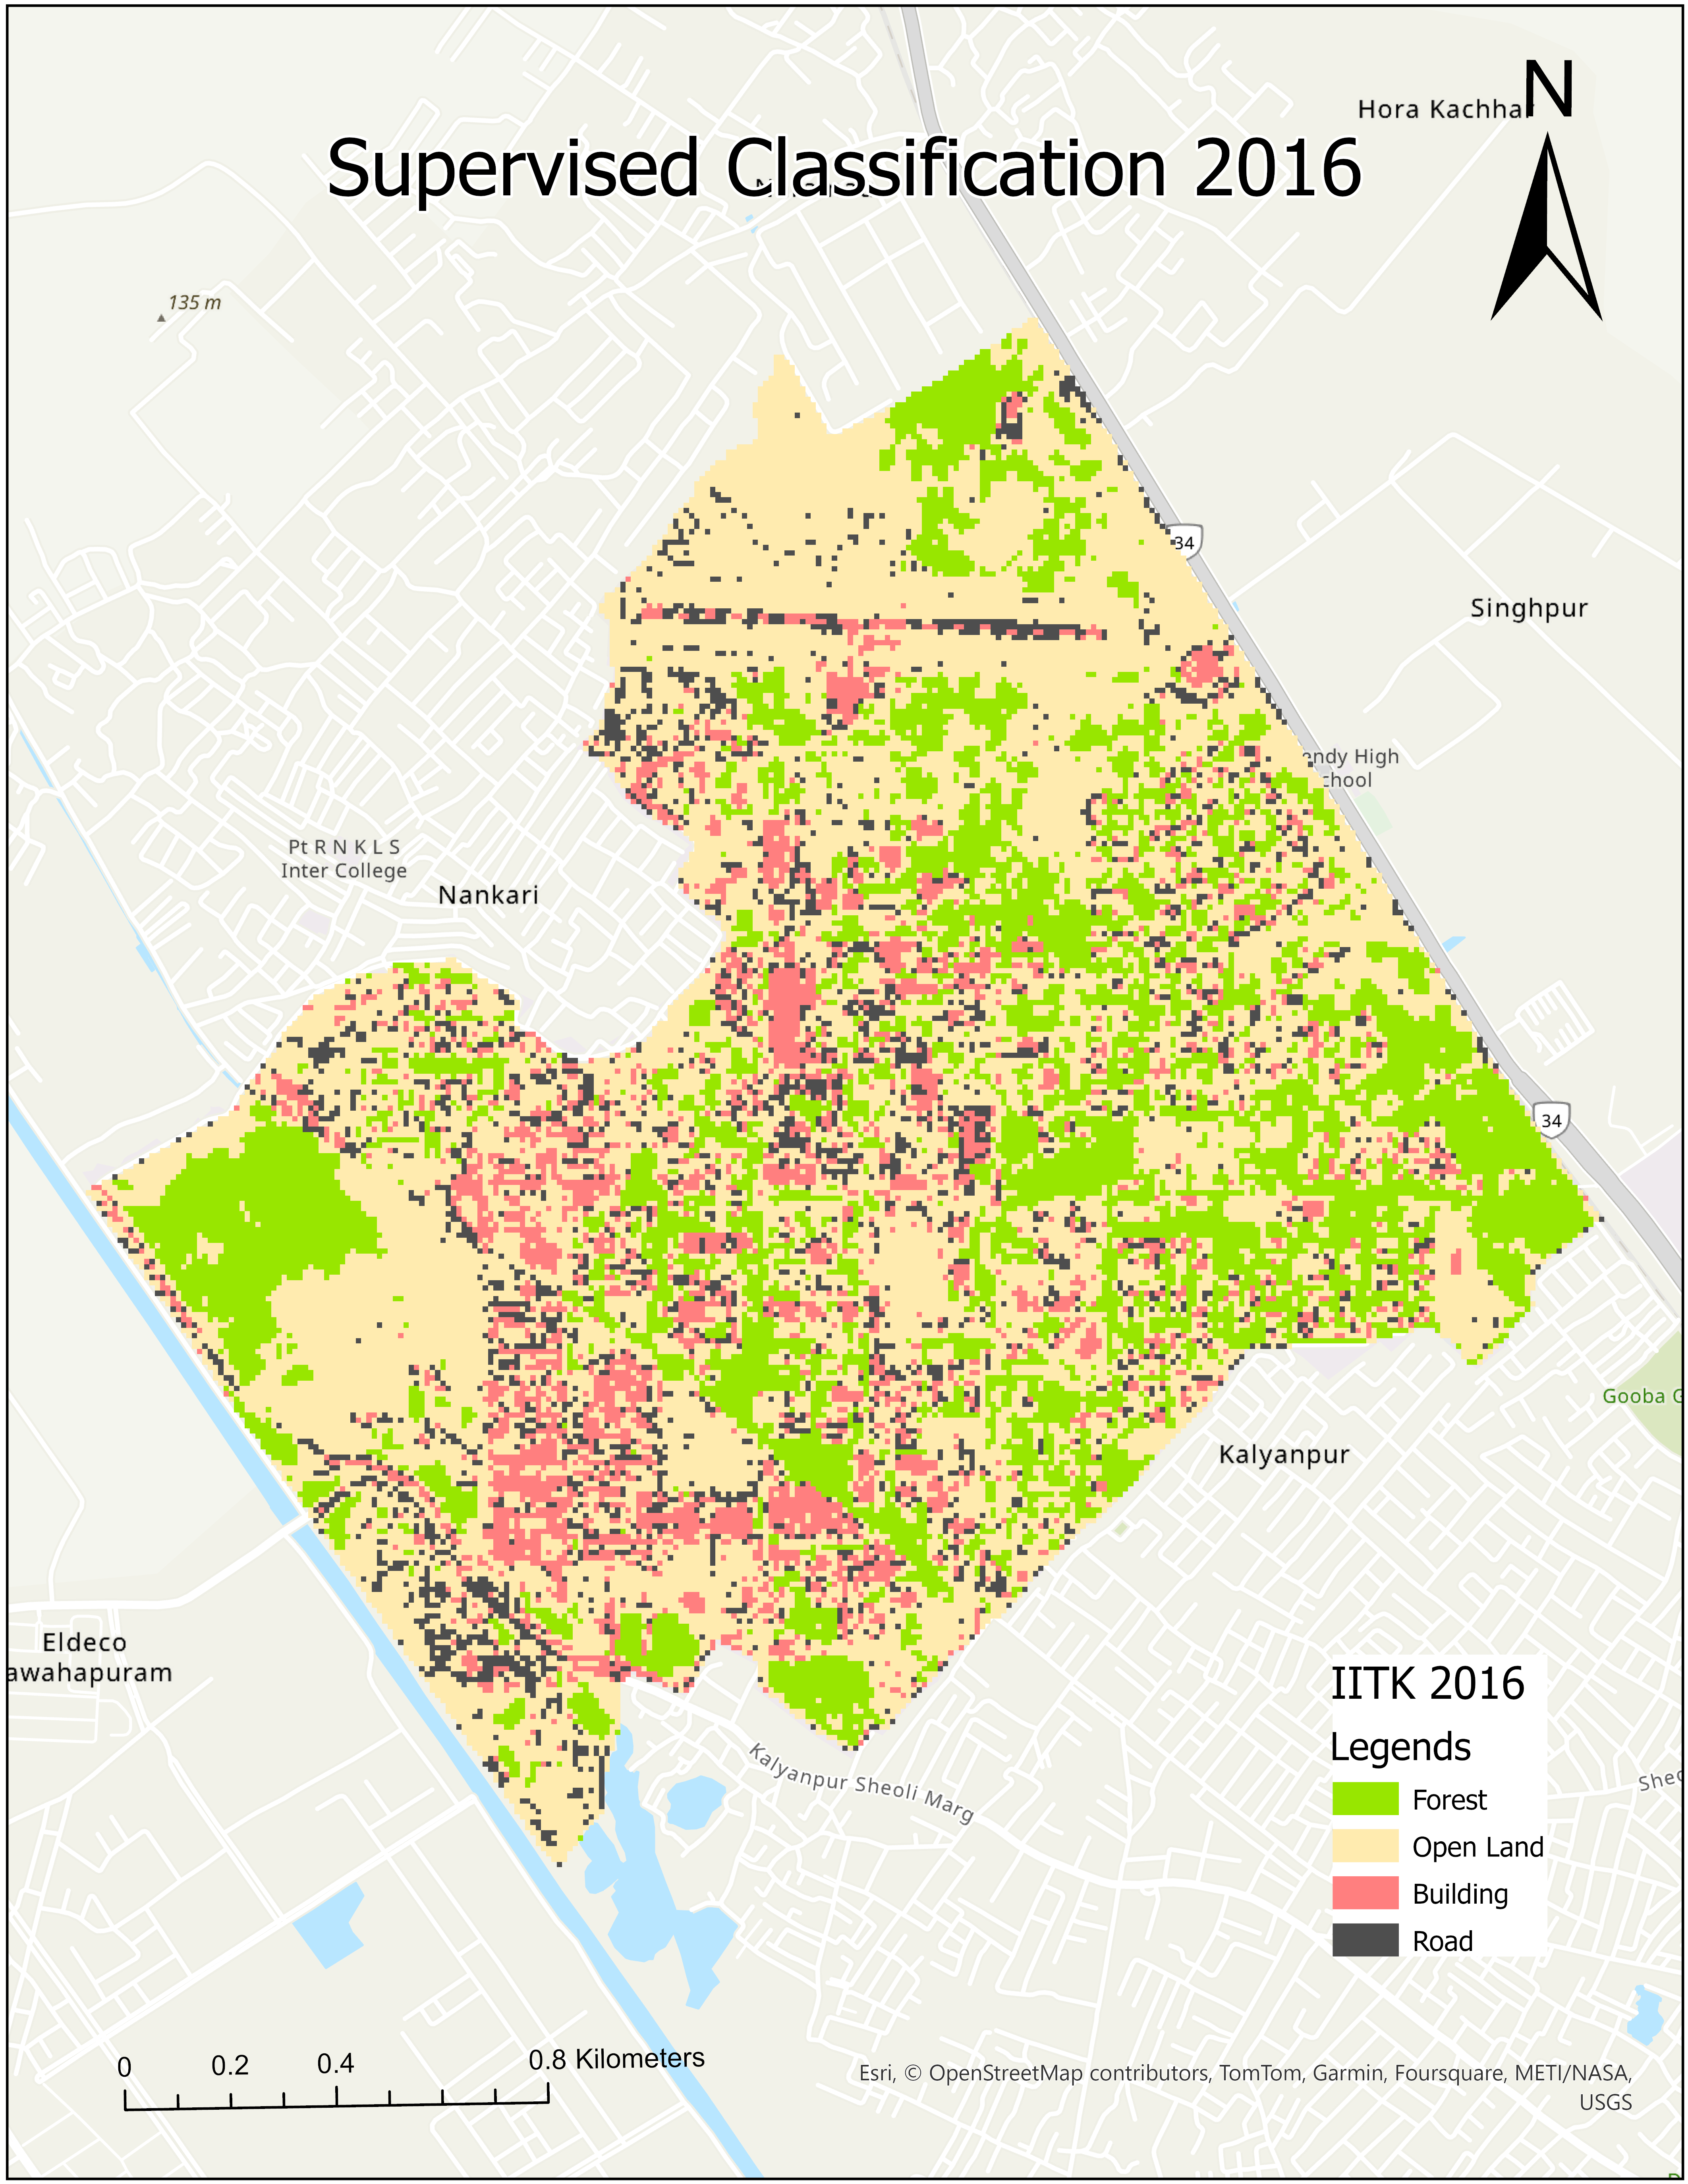 N
Hora Kachhar
Supervised Classification 2016
135 m
34
Singhpur
endy High
chool
Pt R N K L S
Inter College
Nankari
34
Gooba G
Kalyanpur
Eldeco
awahapuram
IITK 2016
Legends
Forest
Open Land
Building
Road
Kalyanpur Sheoli Marg
Sheo
0 0.2 0.4 0.8 Kilometers
Esri, © OpenStreetMap contributors, TomTom, Garmin, Foursquare, METI/NASA,
USGS